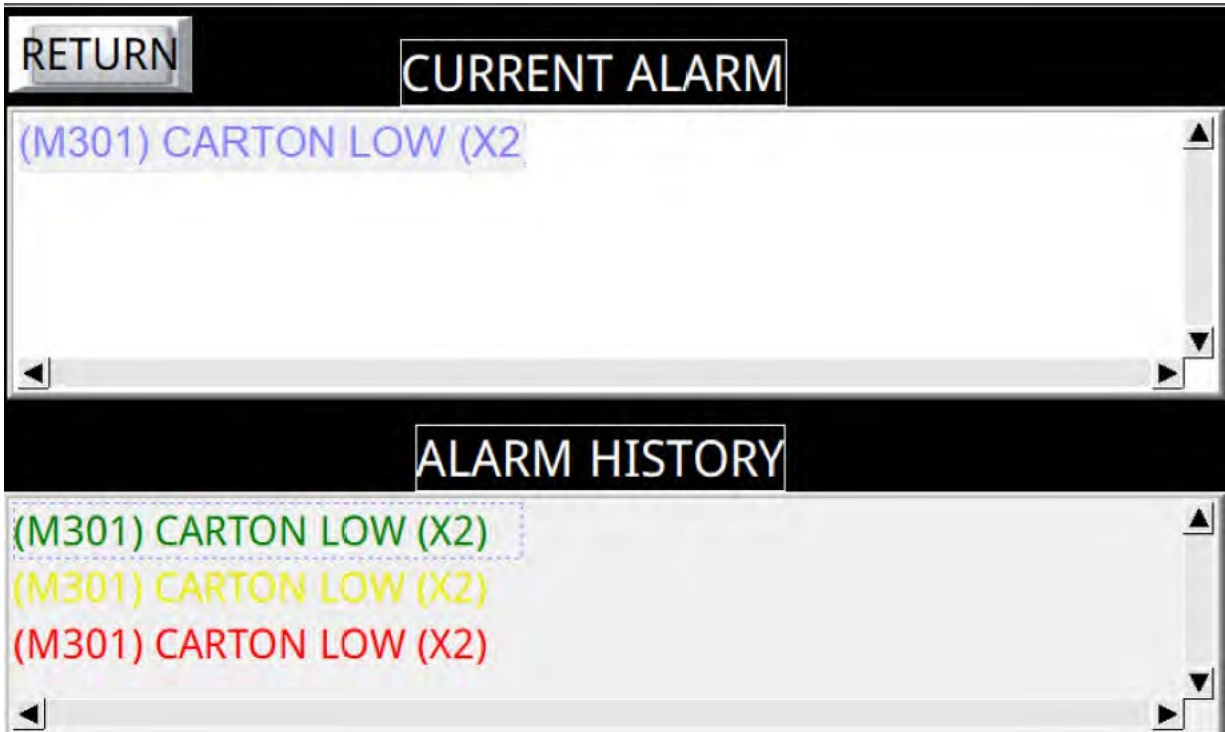 RETURN
CURRENT ALARM
(M301) CARTON LOW (X2
ALARM HISTORY
(M301) CARTON LOW (X2)
(M301) CARTON LOW (X2)
(M301) CARTON LOW (X2)